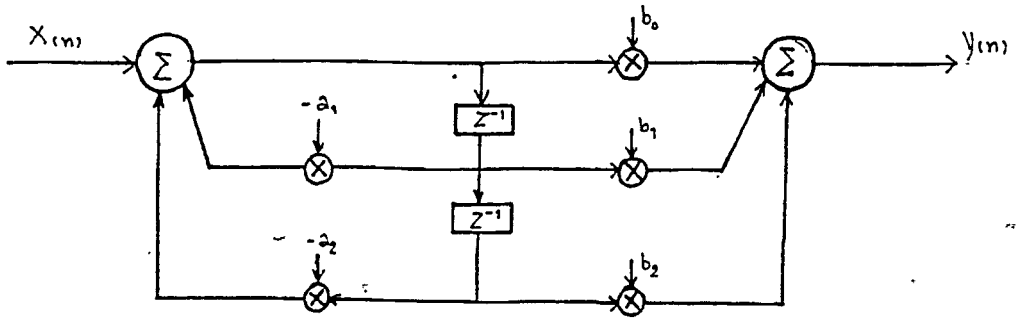 X(n)
b₀
y(n)
Σ
Σ
Z⁻¹
-a₁
b₁
Z⁻¹
-a₂
b₂